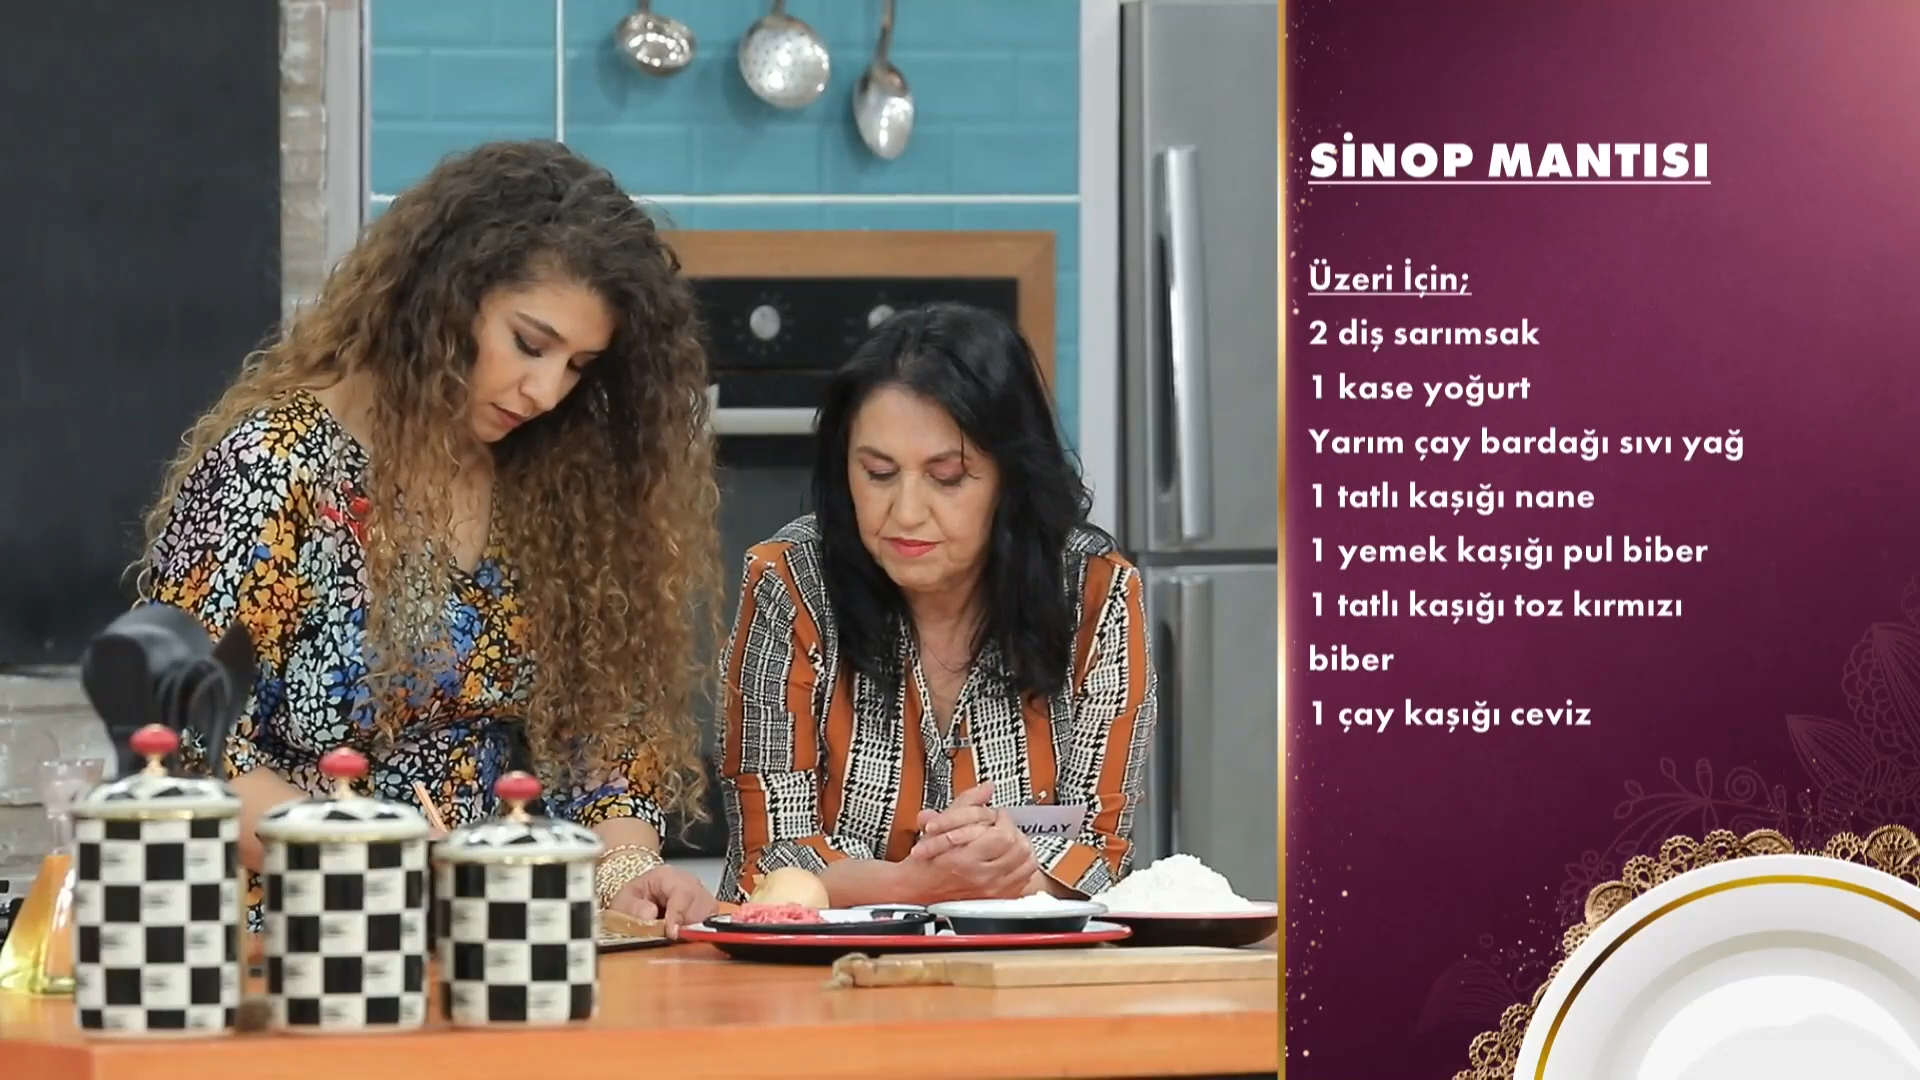 SİNOP MANTISI
Üzeri İçin;
2 diş sarımsak
1 kase yoğurt
Yarım çay bardağı sıvı yağ
1 tatlı kaşığı nane
1 yemek kaşığı pul biber
1 tatlı kaşığı toz kırmızı
biber
1 çay kaşığı ceviz